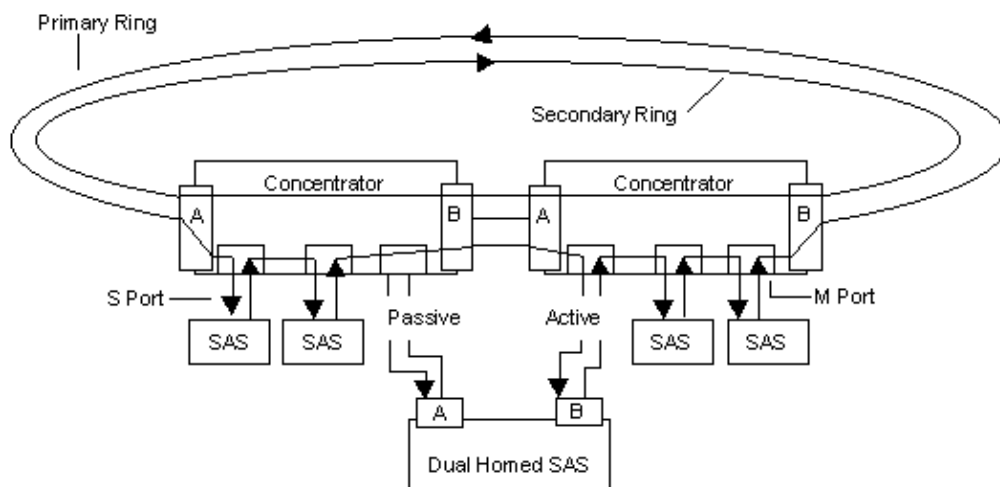 Primary Ring
Secondary Ring
Concentrator
Concentrator
A
B
A
B
S Port
Passive
Active
M Port
SAS
SAS
SAS
SAS
A
B
Dual Homed SAS